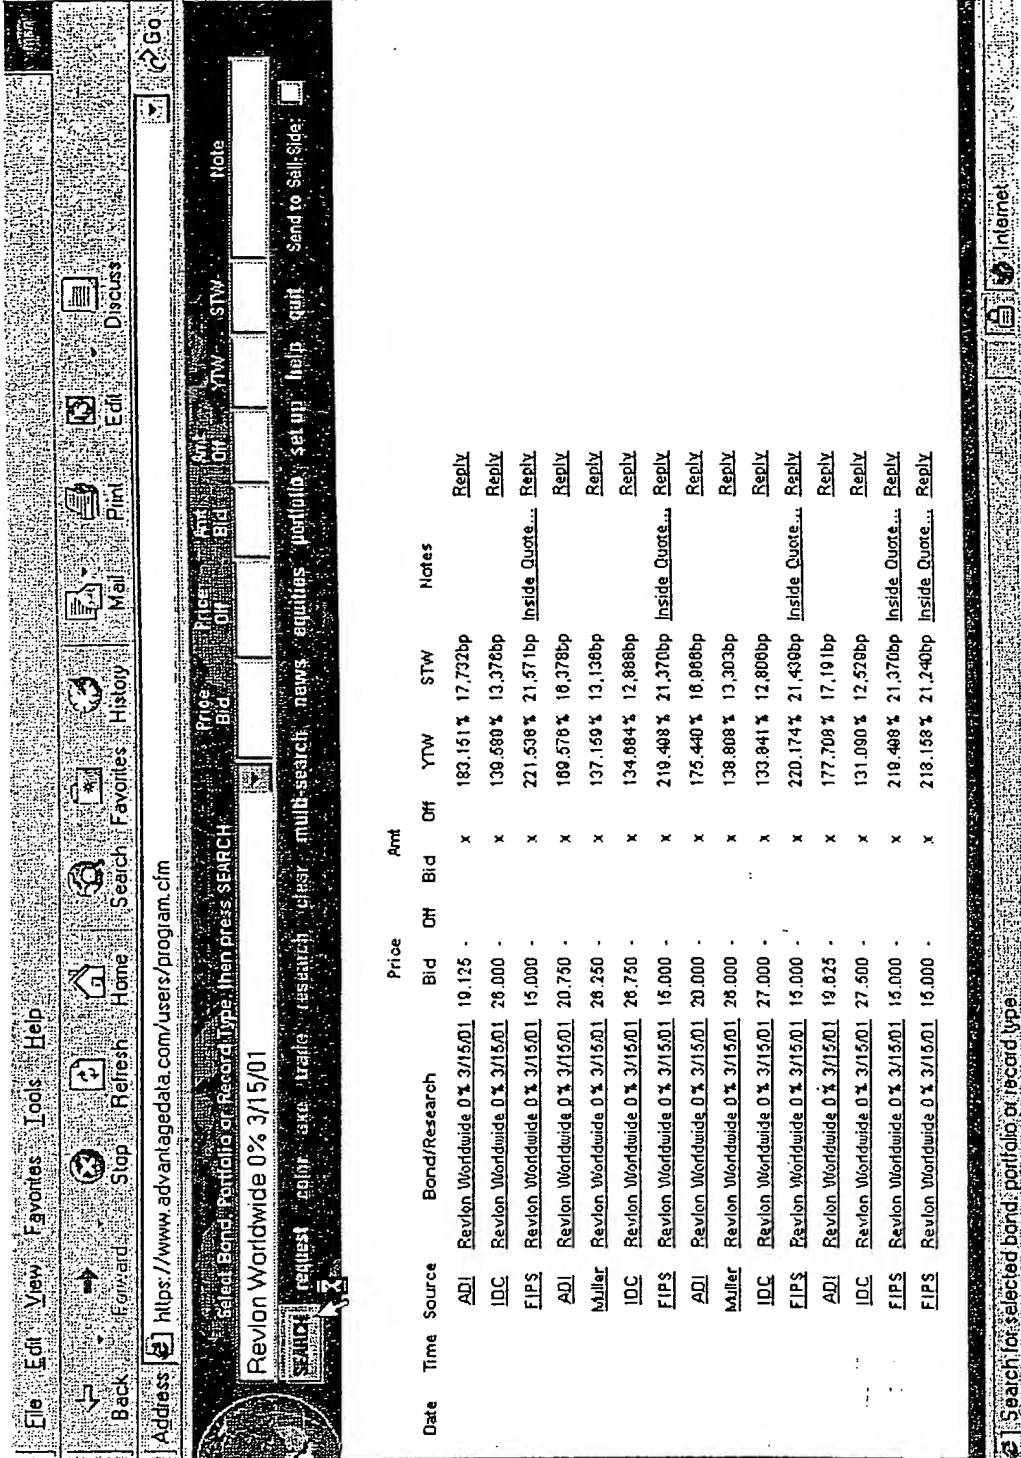 File Edit View Favorites Tools Help
Back Forward Stop Refresh Home Search Favorites History Mail Print Edit Discuss
Address https://www.advantagedata.com/users/program.cfm Go
Select Bond, Portfolio or Record type, then press SEARCH
Price Price Amt Amt
Bid Off Bid Off YTW STW Note
Revlon Worldwide 0% 3/15/01
SEARCH request research clear multi-search news equities portfolio set up help quit Send to Sell-Side:
Price Amt
Date Time Source Bond/Research Bid Off Bid Off YTW STW Notes
ADI Revlon Worldwide 0% 3/15/01 19.125 - x 183.151% 17,732bp Reply
IDC Revlon Worldwide 0% 3/15/01 26.000 - x 139.590% 13,378bp Reply
FIPS Revlon Worldwide 0% 3/15/01 15.000 - x 221.538% 21,571bp Inside Quote... Reply
ADI Revlon Worldwide 0% 3/15/01 20.750 - x 169.576% 16,378bp Reply
Muller Revlon Worldwide 0% 3/15/01 26.250 - x 137.159% 13,136bp Reply
IDC Revlon Worldwide 0% 3/15/01 26.750 - x 134.684% 12,888bp Reply
FIPS Revlon Worldwide 0% 3/15/01 15.000 - x 219.408% 21,370bp Inside Quote... Reply
ADI Revlon Worldwide 0% 3/15/01 20.000 - x 175.440% 16,966bp Reply
Muller Revlon Worldwide 0% 3/15/01 26.000 - x 138.808% 13,303bp Reply
IDC Revlon Worldwide 0% 3/15/01 27.000 - x 133.841% 12,806bp Reply
FIPS Revlon Worldwide 0% 3/15/01 15.000 - x 220.174% 21,439bp Inside Quote... Reply
ADI Revlon Worldwide 0% 3/15/01 19.625 - x 177.708% 17,191bp Reply
IDC Revlon Worldwide 0% 3/15/01 27.500 - x 131.090% 12,528bp Reply
FIPS Revlon Worldwide 0% 3/15/01 15.000 - x 219.408% 21,370bp Inside Quote... Reply
FIPS Revlon Worldwide 0% 3/15/01 15.000 - x 218.158% 21,240bp Inside Quote... Reply
Search for selected bond, portfolio or record type Internet